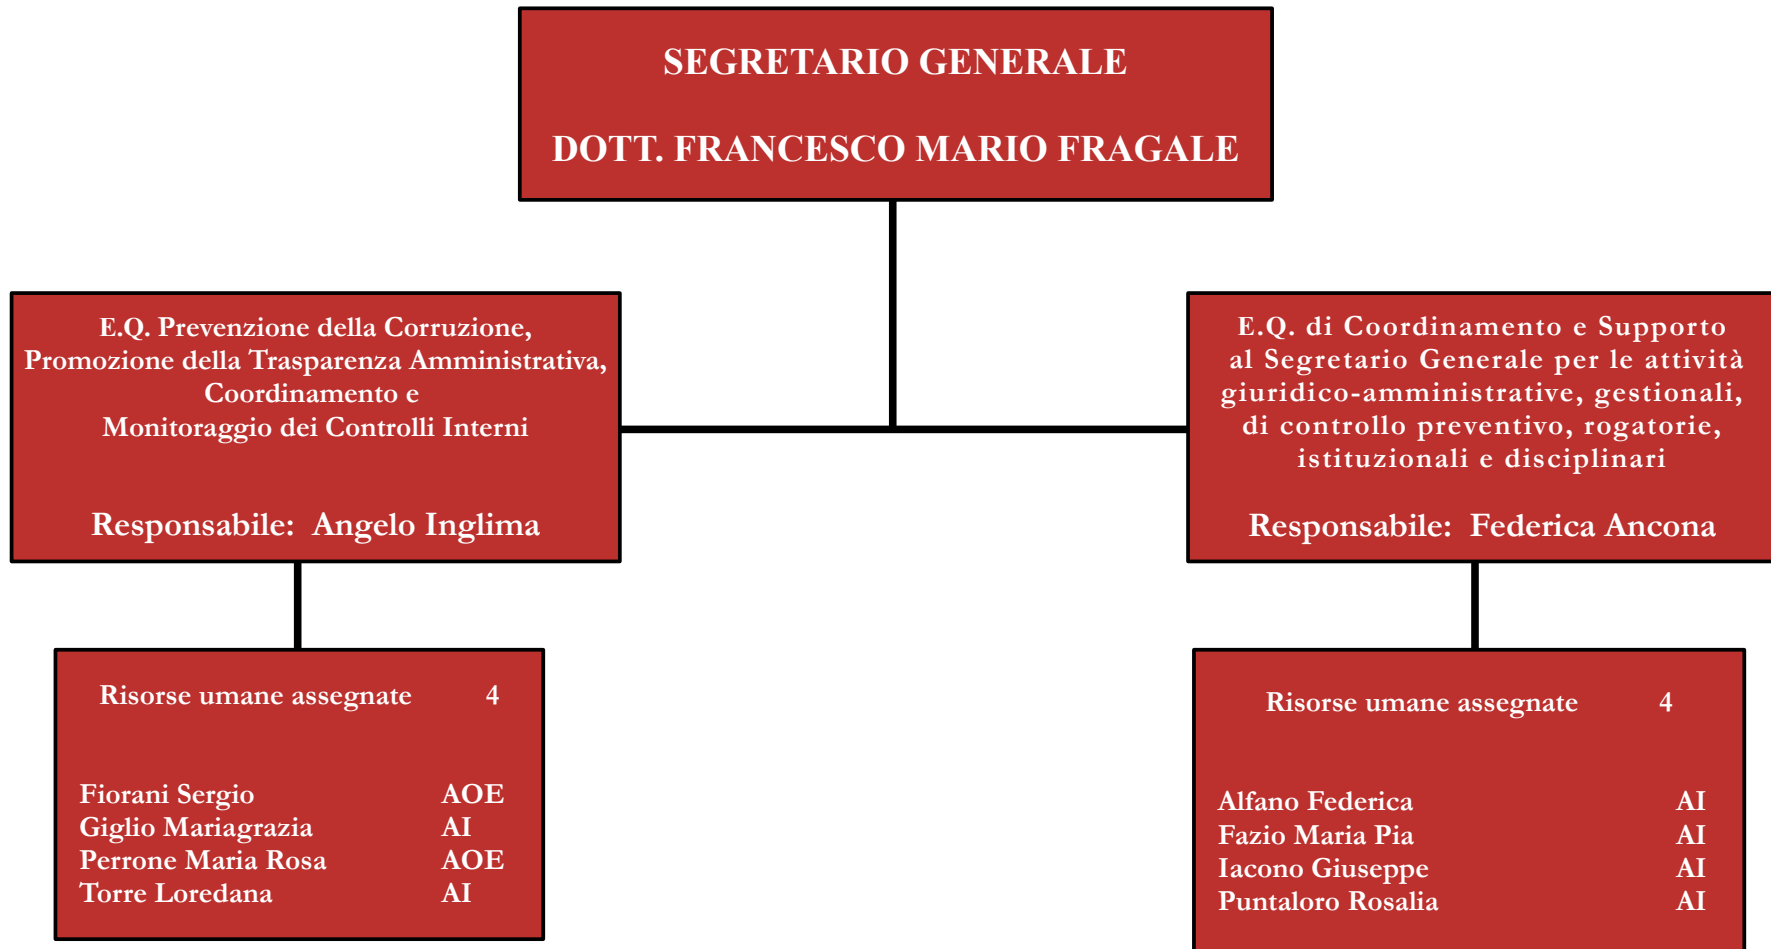 SEGRETARIO GENERALE
DOTT. FRANCESCO MARIO FRAGALE
E.Q. Prevenzione della Corruzione,
Promozione della Trasparenza Amministrativa,
Coordinamento e
Monitoraggio dei Controlli Interni
Responsabile: Angelo Inglima
E.Q. di Coordinamento e Supporto
al Segretario Generale per le attività
giuridico-amministrative, gestionali,
di controllo preventivo, rogatorie,
istituzionali e disciplinari
Responsabile: Federica Ancona
Risorse umane assegnate 4
Fiorani Sergio AOE
Giglio Mariagrazia AI
Perrone Maria Rosa AOE
Torre Loredana AI
Risorse umane assegnate 4
Alfano Federica AI
Fazio Maria Pia AI
Iacono Giuseppe AI
Puntaloro Rosalia AI